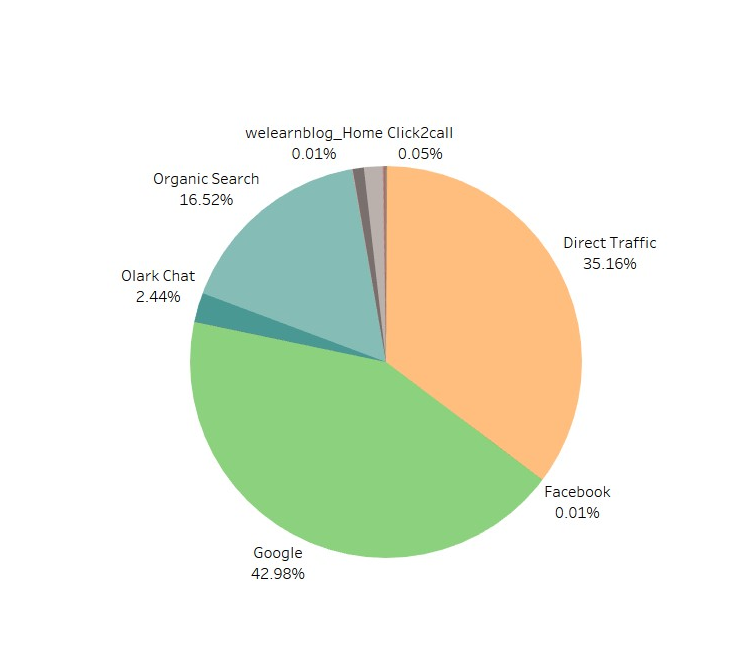 welearnblog_Home Click2call
0.01% 0.05%
Organic Search
16.52%
Direct Traffic
35.16%
Olark Chat
2.44%
Facebook
0.01%
Google
42.98%